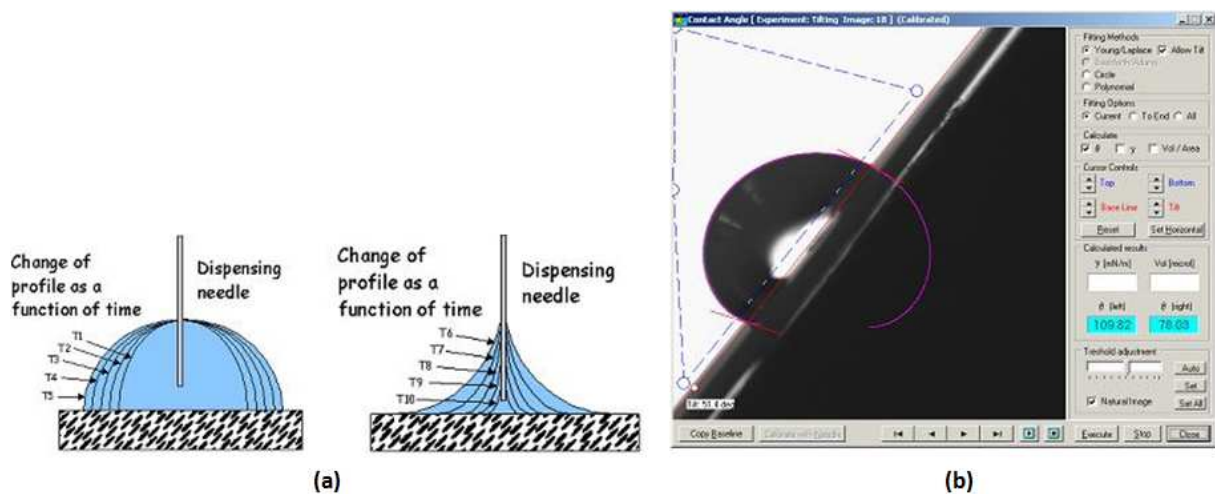 Change of
profile as a
function of time
Dispensing
needle
T1
T2
T3
T4
T5
Change of
profile as a
function of time
Dispensing
needle
T6
T7
T8
T9
T10
(a)
Contact Angle [ Experiment: Tilting Image: 18 ] (Calibrated)
Fitting Methods
Young/Laplace
Allow Tilt
Circle
Polynomial
Fitting Options
Current
To End
All
Calculate
θ
γ
Vol / Area
Cursor Controls
Top
Bottom
Base Line
Tilt
Reset
Set Horizontal
Calculated results
γ [mN/m]
Vol [microl]
θ (left)
θ (right)
109.82
78.03
Treshold adjustment
Auto
Set
Natural Image
Set All
Tilt: 51.4 deg
Copy Baseline
Execute
Stop
Close
(b)